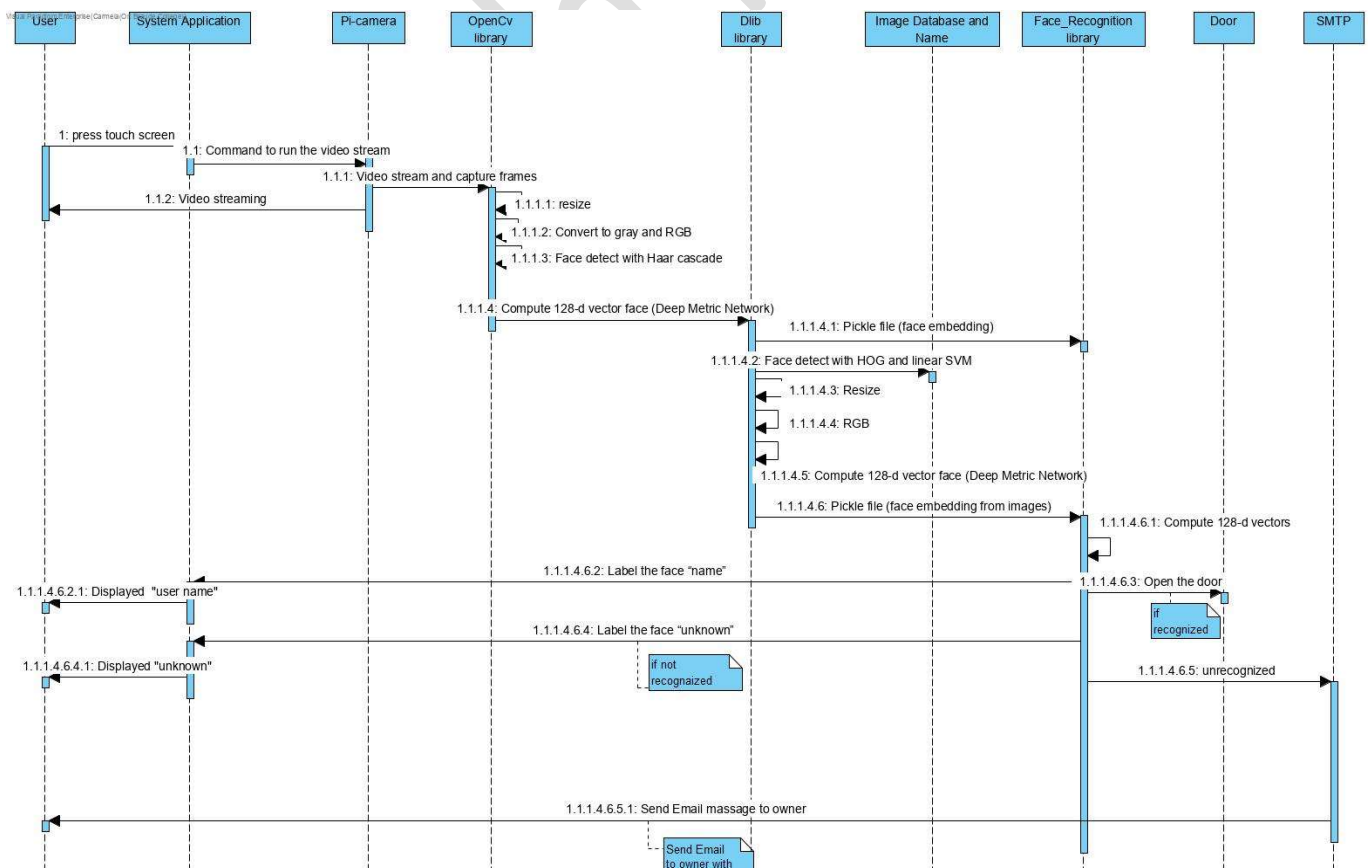 User
System Application
Pi-camera
OpenCv
library
Dlib
library
Image Database and
Name
Face_Recognition
library
Door
SMTP
1: press touch screen
1.1: Command to run the video stream
1.1.1: Video stream and capture frames
1.1.2: Video streaming
1.1.1.1: resize
1.1.1.2: Convert to gray and RGB
1.1.1.3: Face detect with Haar cascade
1.1.1.4: Compute 128-d vector face (Deep Metric Network)
1.1.1.4.1: Pickle file (face embedding)
1.1.1.4.2: Face detect with HOG and linear SVM
1.1.1.4.3: Resize
1.1.1.4.4: RGB
1.1.1.4.5: Compute 128-d vector face (Deep Metric Network)
1.1.1.4.6: Pickle file (face embedding from images)
1.1.1.4.6.1: Compute 128-d vectors
1.1.1.4.6.2: Label the face “name”
1.1.1.4.6.3: Open the door
1.1.1.4.6.2.1: Displayed "user name"
if
recognized
1.1.1.4.6.4: Label the face “unknown”
if not
recognaized
1.1.1.4.6.4.1: Displayed "unknown"
1.1.1.4.6.5: unrecognized
1.1.1.4.6.5.1: Send Email massage to owner
Send Email
to owner with